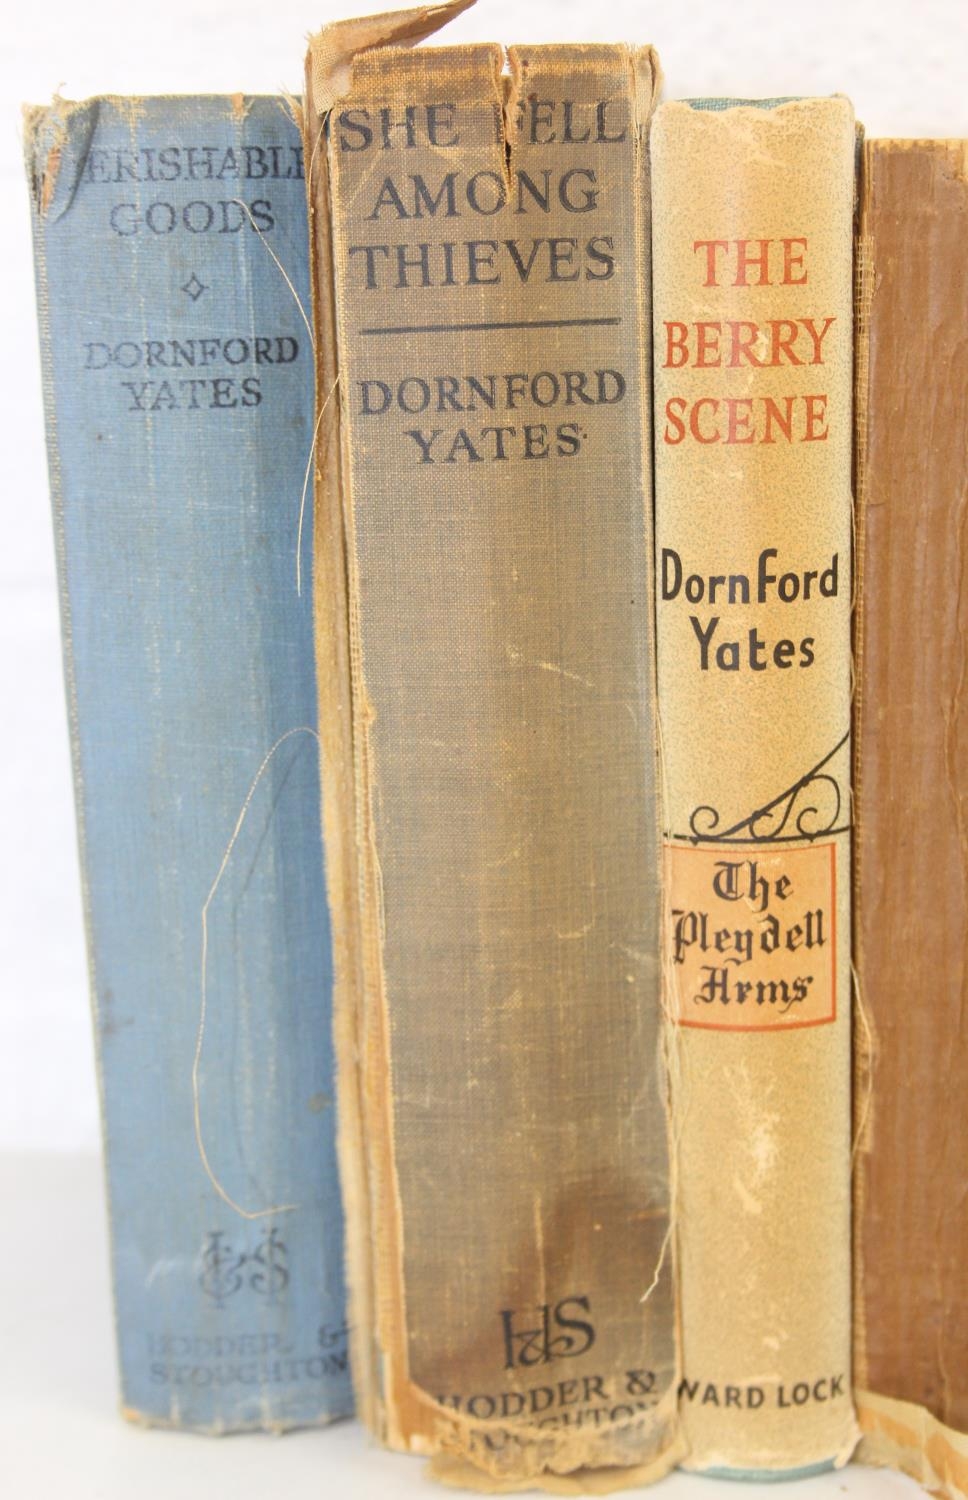 ERISHABLE
GOODS
DORNFORD
YATES
HODDER &
STOUGHTON
SHE FELL
AMONG
THIEVES
DORNFORD
YATES
H&S
HODDER &
STOUGHTON
THE
BERRY
SCENE
Dornford
Yates
The
Pleydell
Arms
WARD LOCK